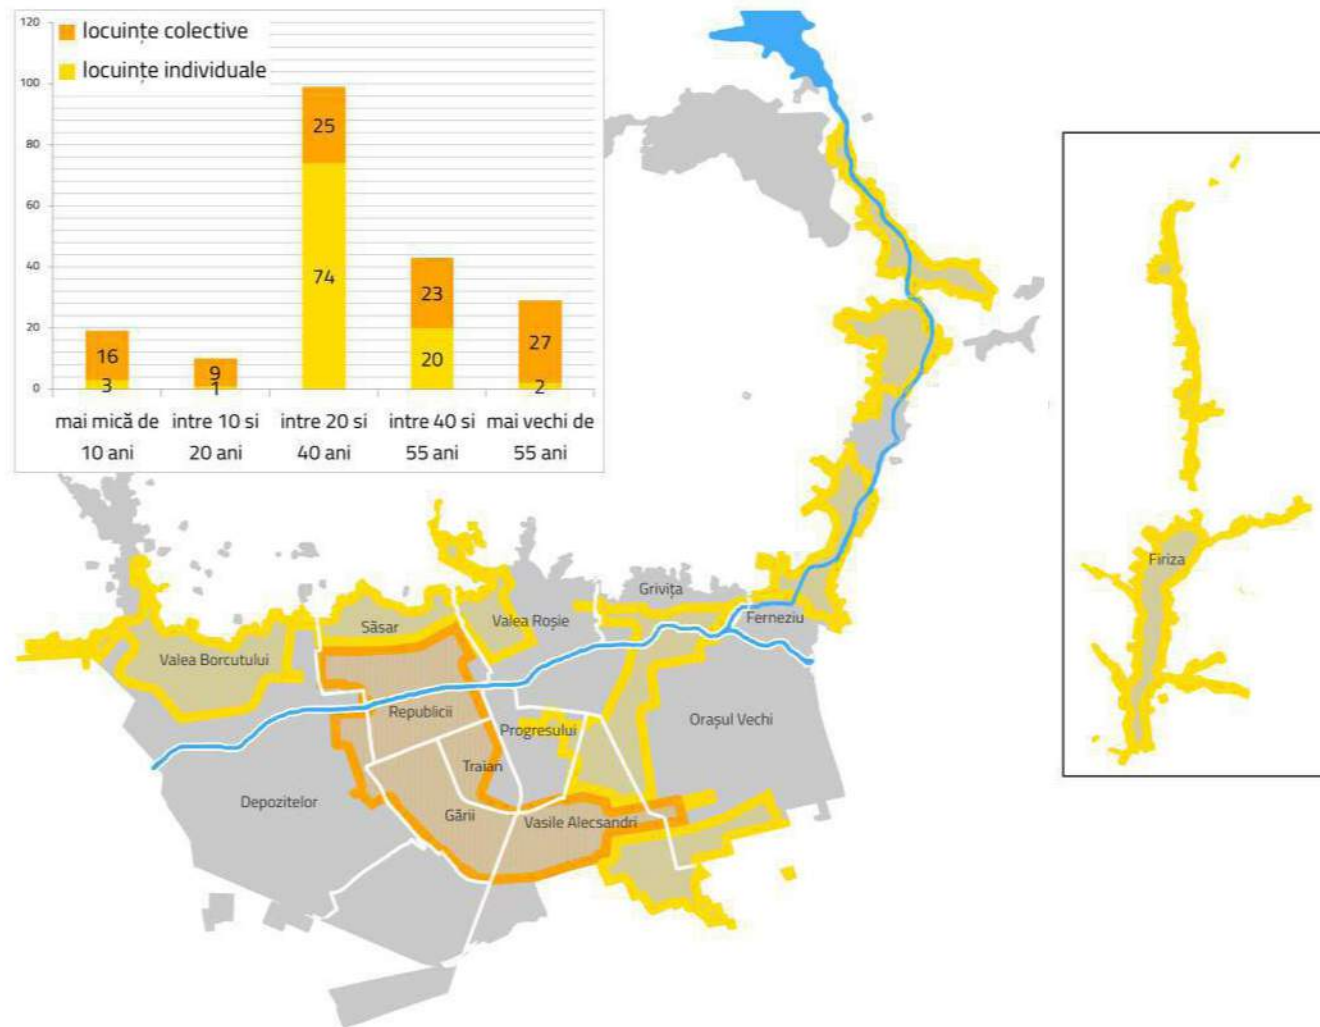 120
locuințe colective
locuințe individuale
100
80
60
40
20
0
25
74
23
20
16
3
9
1
27
2
mai mică de
10 ani
intre 10 si
20 ani
intre 20 si
40 ani
intre 40 si
55 ani
mai vechi de
55 ani
Firiza
Grivița
Ferneziu
Valea Roșie
Săsar
Valea Borcutului
Republicii
Orașul Vechi
Progresului
Traian
Depozitelor
Gării
Vasile Alecsandri